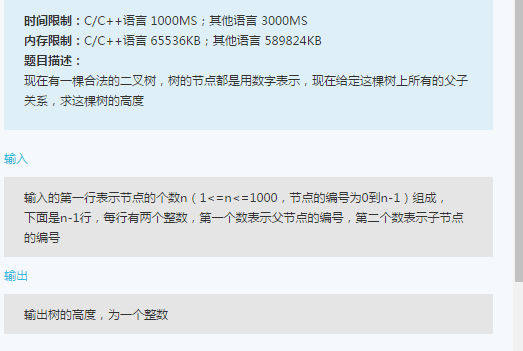 时间限制：C/C++语言 1000MS；其他语言 3000MS
内存限制：C/C++语言 65536KB；其他语言 589824KB
题目描述：
现在有一棵合法的二叉树，树的节点都是用数字表示，现在给定这棵树上所有的父子
关系，求这棵树的高度
输入
输入的第一行表示节点的个数n（1<=n<=1000，节点的编号为0到n-1）组成，
下面是n-1行，每行有两个整数，第一个数表示父节点的编号，第二个数表示子节点
的编号
输出
输出树的高度，为一个整数